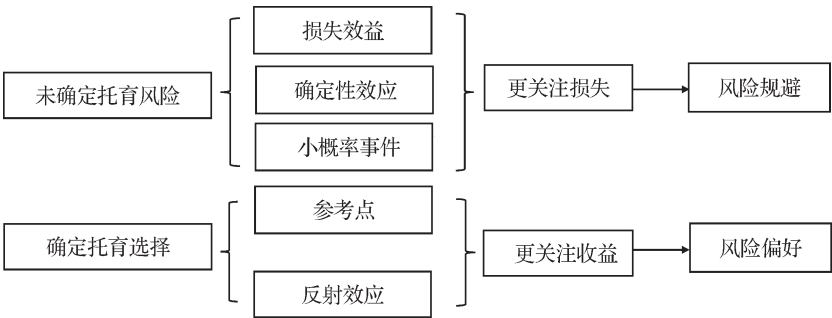 未确定托育风险
损失效益
确定性效应
小概率事件
更关注损失
风险规避
确定托育选择
参考点
反射效应
更关注收益
风险偏好